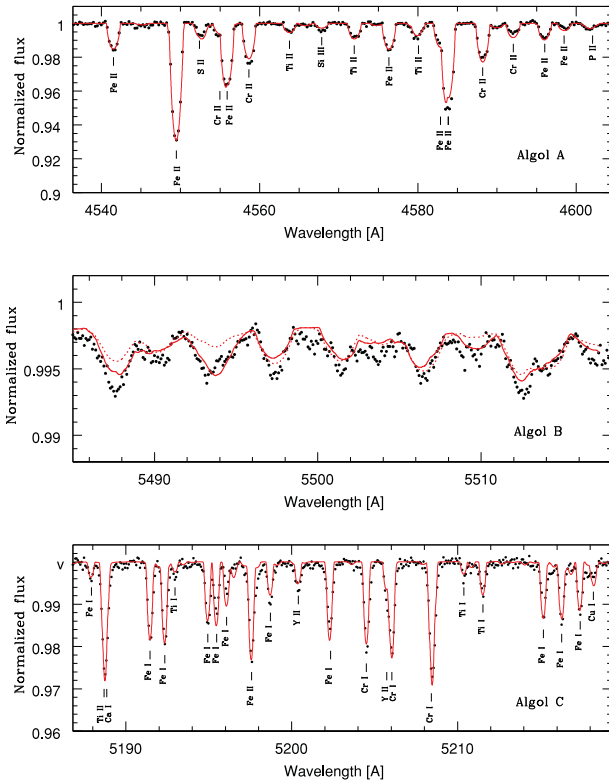 1
0.98
0.96
0.94
0.92
0.9
Normalized flux
Fe II
Fe II
S II
Cr II
Fe II
Cr II
Ti II
Si III
Ti II
Fe II
Ti II
Fe II
Fe II
Cr II
Cr II
Fe II
Fe II
P II
Algol A
4540
4560
4580
4600
Wavelength [A]
1
0.995
0.99
Normalized flux
Algol B
5490
5500
5510
Wavelength [A]
v
0.99
0.98
0.97
0.96
Normalized flux
Fe I
Ti II
Ca I
Fe I
Fe I
Ti I
Fe I
Fe I
Fe I
Fe II
Fe I
Y II
Fe I
Cr I
Y II
Cr I
Cr I
Ti I
Ti I
Fe I
Fe I
Fe I
Cu I
Algol C
5190
5200
5210
Wavelength [A]